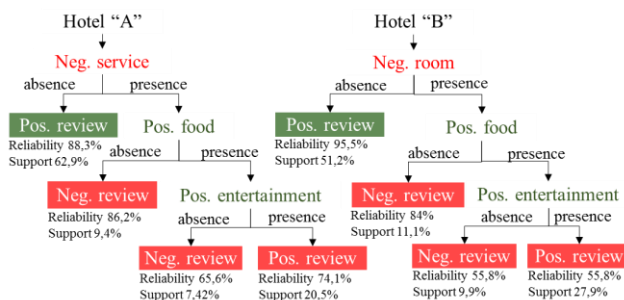 Hotel “A”
Neg. service
absence
presence
Pos. review
Reliability 88,3%
Support 62,9%
Pos. food
absence
presence
Neg. review
Reliability 86,2%
Support 9,4%
Pos. entertainment
absence
presence
Neg. review
Reliability 65,6%
Support 7,42%
Pos. review
Reliability 74,1%
Support 20,5%
Hotel “B”
Neg. room
absence
presence
Pos. review
Reliability 95,5%
Support 51,2%
Pos. food
absence
presence
Neg. review
Reliability 84%
Support 11,1%
Pos. entertainment
absence
presence
Neg. review
Reliability 55,8%
Support 9,9%
Pos. review
Reliability 55,8%
Support 27,9%